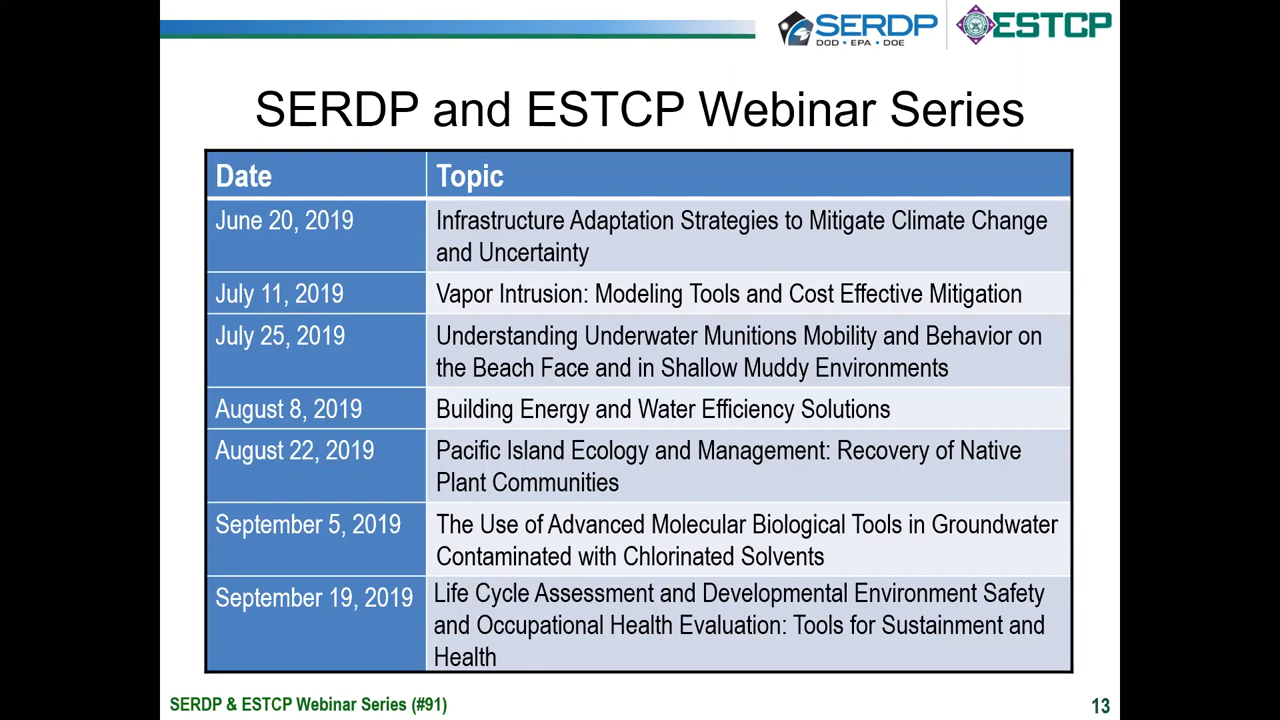 SERDP
DOD • EPA • DOE
ESTCP
SERDP and ESTCP Webinar Series
Date
Topic
June 20, 2019
Infrastructure Adaptation Strategies to Mitigate Climate Change
and Uncertainty
July 11, 2019
Vapor Intrusion: Modeling Tools and Cost Effective Mitigation
July 25, 2019
Understanding Underwater Munitions Mobility and Behavior on
the Beach Face and in Shallow Muddy Environments
August 8, 2019
Building Energy and Water Efficiency Solutions
August 22, 2019
Pacific Island Ecology and Management: Recovery of Native
Plant Communities
September 5, 2019
The Use of Advanced Molecular Biological Tools in Groundwater
Contaminated with Chlorinated Solvents
September 19, 2019
Life Cycle Assessment and Developmental Environment Safety
and Occupational Health Evaluation: Tools for Sustainment and
Health
SERDP & ESTCP Webinar Series (#91)
13